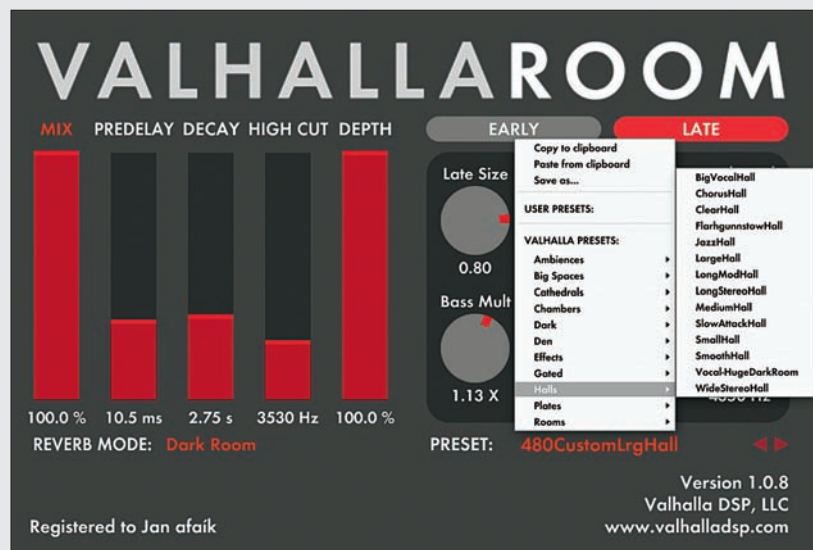 VALHALLAROOM
MIX PREDELAY DECAY HIGH CUT DEPTH
EARLY LATE
Late Size
0.80
Bass Mult
1.13 X
Copy to clipboard
Paste from clipboard
Save as...
USER PRESETS:
VALHALLA PRESETS:
Ambiences
Big Spaces
Cathedrals
Chambers
Dark
Den
Effects
Gated
Halls
Plates
Rooms
BigVocalHall
ChorusHall
ClearHall
FlarhgunnstowHall
JazzHall
LargeHall
LongModHall
LongStereoHall
MediumHall
SlowAttackHall
SmallHall
SmoothHall
Vocal-HugeDarkRoom
WideStereoHall
100.0 % 10.5 ms 2.75 s 3530 Hz 100.0 %
REVERB MODE: Dark Room
PRESET: 480CustomLrgHall
Version 1.0.8
Valhalla DSP, LLC
Registered to Jan afaík
www.valhalladsp.com